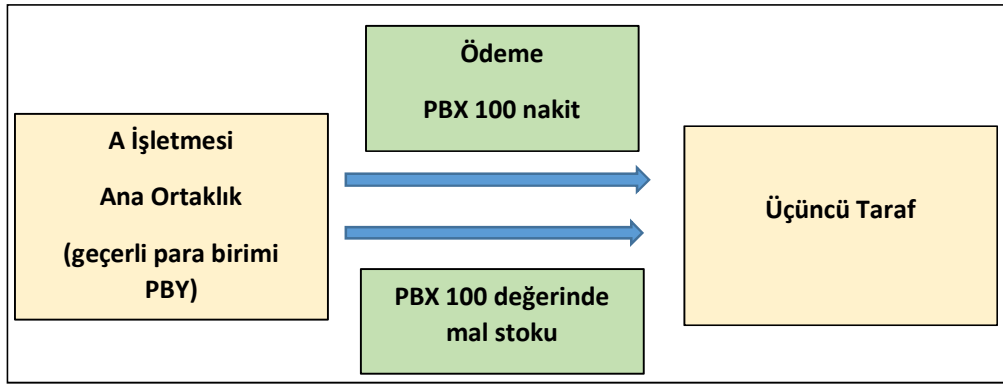 A İşletmesi
Ana Ortaklık
(geçerli para birimi
PBY)
Ödeme
PBX 100 nakit
PBX 100 değerinde
mal stoku
Üçüncü Taraf